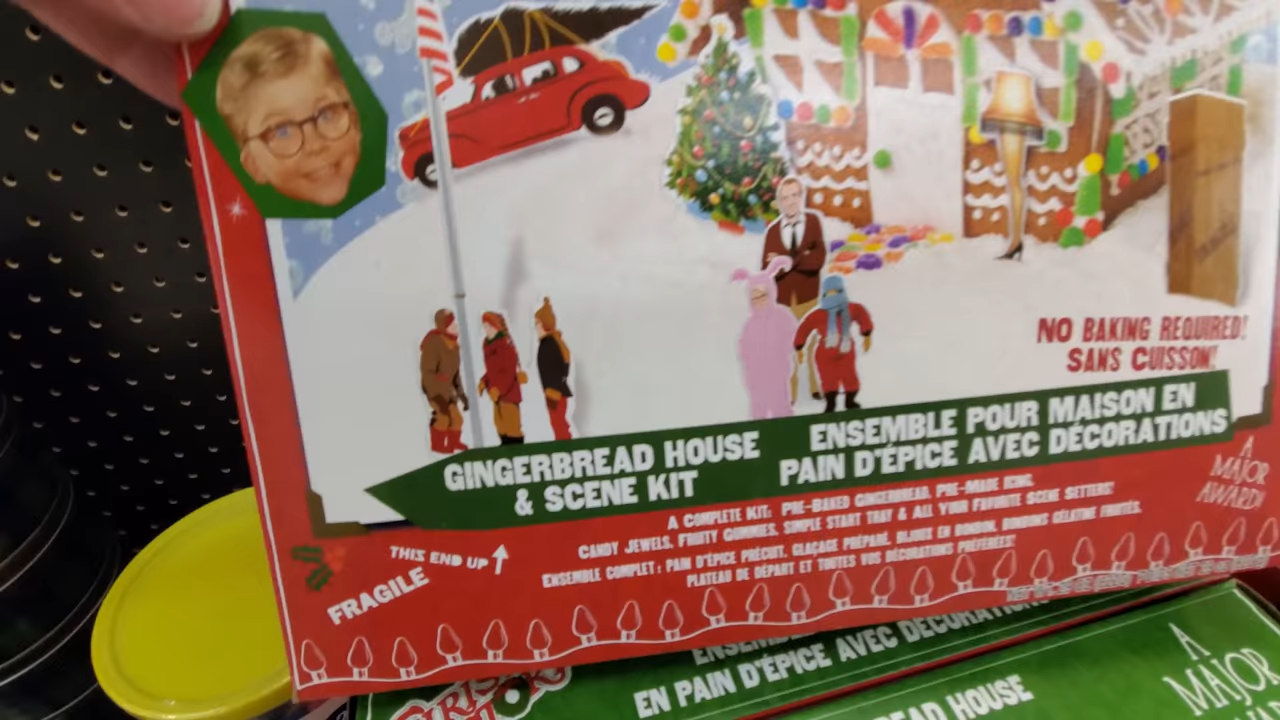 NO BAKING REQUIRED!
SANS CUISSON!
GINGERBREAD HOUSE
& SCENE KIT
ENSEMBLE POUR MAISON EN
PAIN D'ÉPICE AVEC DÉCORATIONS
A COMPLETE KIT: PRE-BAKED GINGERBREAD, PRE-MADE ICING,
CANDY JEWELS, FRUITY GUMMIES, SIMPLE START TRAY & ALL YOUR FAVORITE SCENE SETTERS!
ENSEMBLE COMPLET : PAIN D'ÉPICE PRÉCUIT, GLAÇAGE PRÉPARÉ, BIJOUX EN BONBON, BONBONS GÉLATINE FRUITÉS,
PLATEAU DE DÉPART ET TOUTES VOS DÉCORATIONS PRÉFÉRÉES!
A
MAJOR
AWARD!
THIS END UP
FRAGILE
NET WT.
EN PAIN D'ÉPICE AVEC DÉCORATIONS
BREAD HOUSE
A
MAJOR